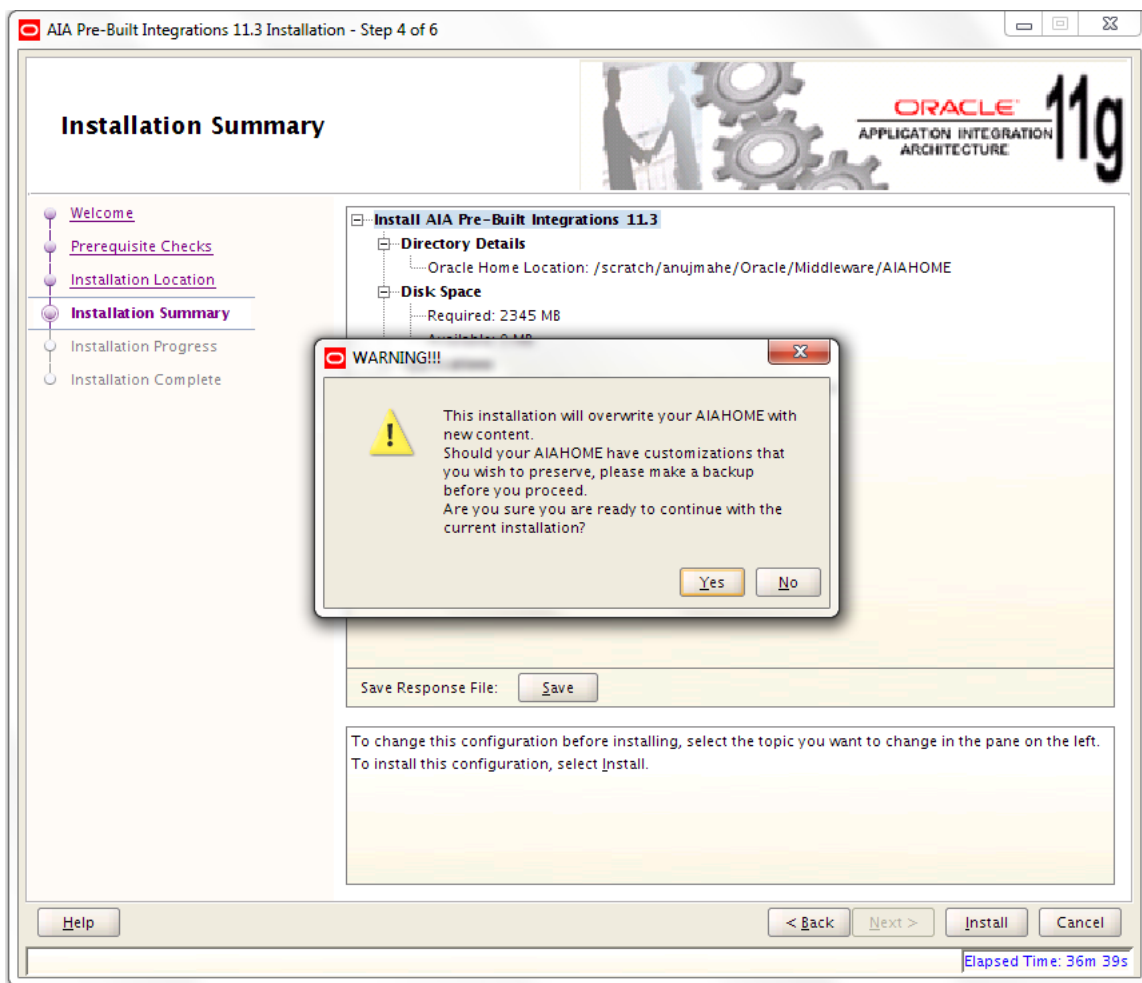 AIA Pre-Built Integrations 11.3 Installation - Step 4 of 6
Installation Summary
ORACLE
APPLICATION INTEGRATION
ARCHITECTURE
11g
Welcome
Prerequisite Checks
Installation Location
Installation Summary
Installation Progress
Installation Complete
Install AIA Pre-Built Integrations 11.3
Directory Details
Oracle Home Location: /scratch/anujmahe/Oracle/Middleware/AIAHOME
Disk Space
Required: 2345 MB
WARNING!!!
This installation will overwrite your AIAHOME with
new content.
Should your AIAHOME have customizations that
you wish to preserve, please make a backup
before you proceed.
Are you sure you are ready to continue with the
current installation?
Yes No
Save Response File: Save
To change this configuration before installing, select the topic you want to change in the pane on the left.
To install this configuration, select Install.
Help < Back Next > Install Cancel
Elapsed Time: 36m 39s